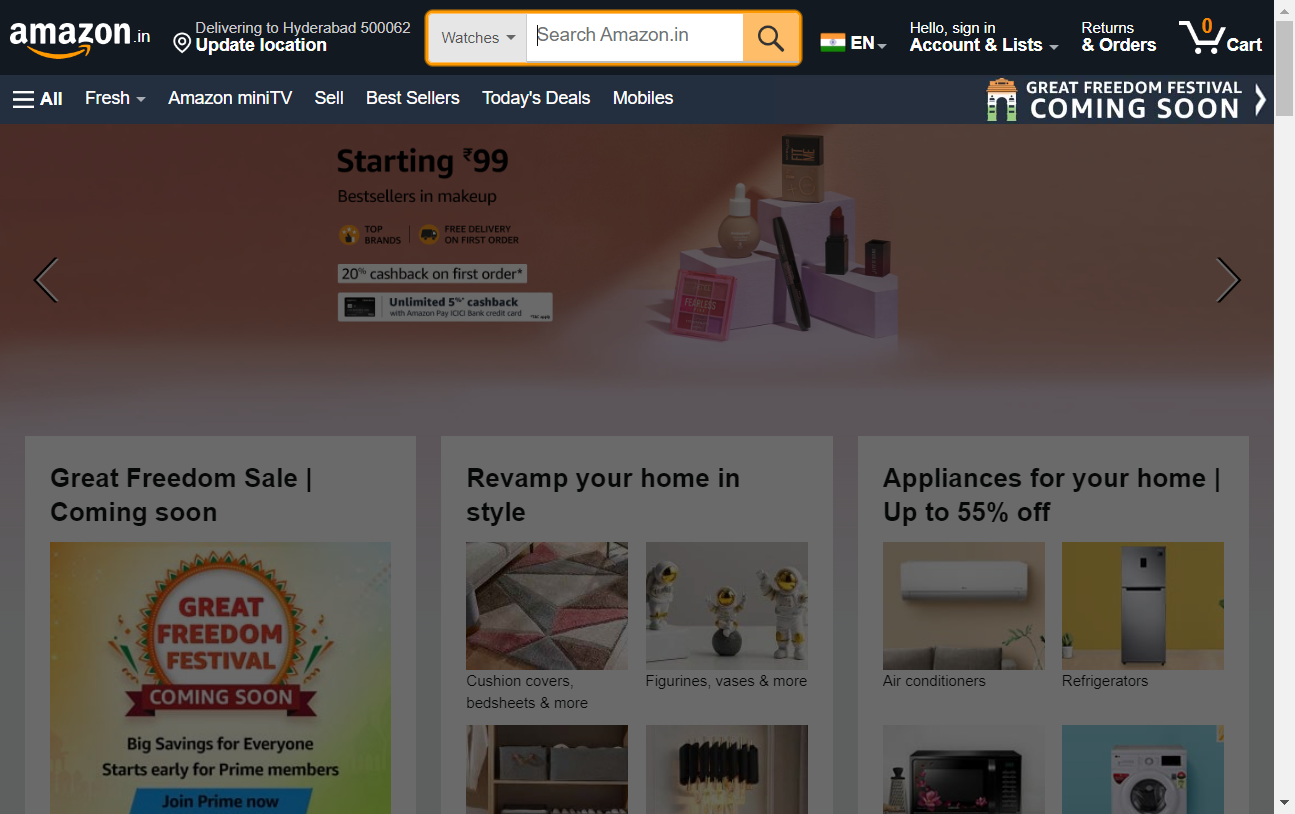 amazon.in
Delivering to Hyderabad 500062
Update location
Watches
Search Amazon.in
EN
Hello, sign in
Account & Lists
Returns
& Orders
0
Cart
All
Fresh
Amazon miniTV
Sell
Best Sellers
Today's Deals
Mobiles
GREAT FREEDOM FESTIVAL
COMING SOON
Starting ₹99
Bestsellers in makeup
TOP
BRANDS
FREE DELIVERY
ON FIRST ORDER
20% cashback on first order*
Unlimited 5%* cashback
with Amazon Pay ICICI Bank credit card
FIT
ME
FEARLESS
Great Freedom Sale |
Coming soon
GREAT
FREEDOM
FESTIVAL
COMING SOON
Big Savings for Everyone
Starts early for Prime members
Join Prime now
Revamp your home in
style
Cushion covers,
bedsheets & more
Figurines, vases & more
Appliances for your home |
Up to 55% off
Air conditioners
Refrigerators